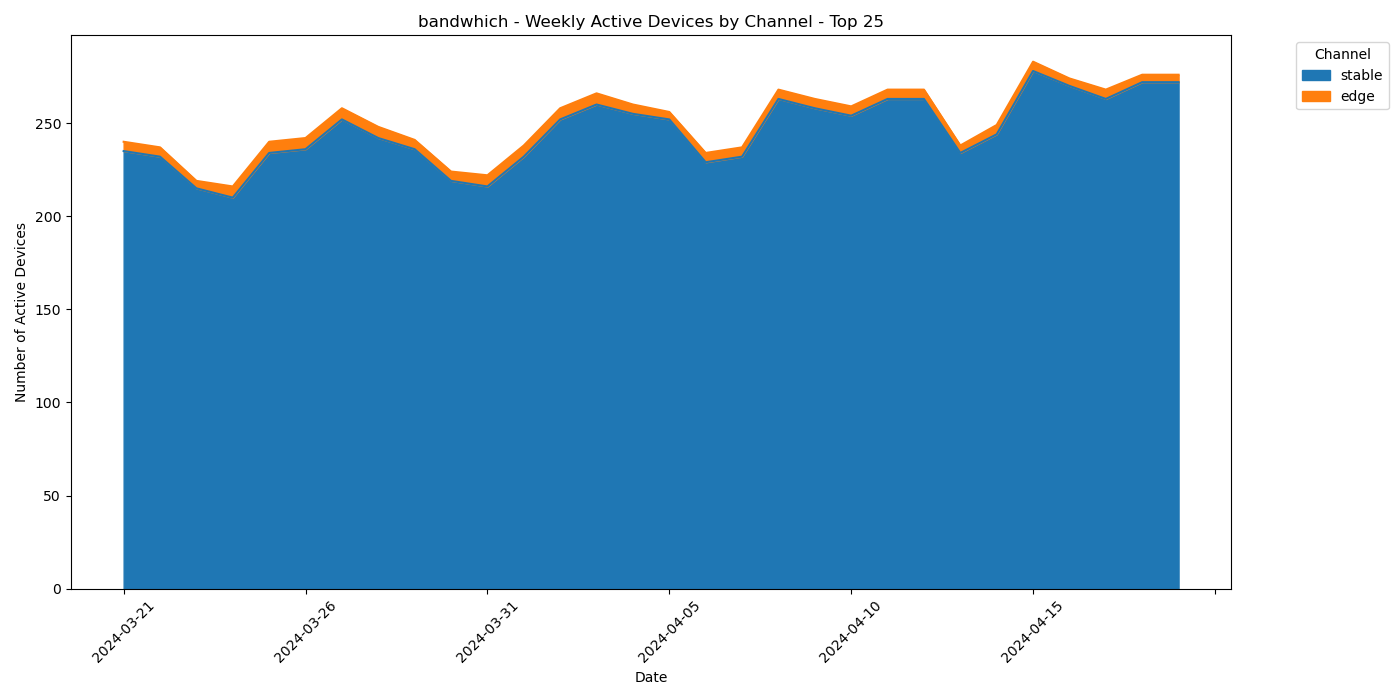 bandwhich - Weekly Active Devices by Channel - Top 25
Channel
stable
edge
Number of Active Devices
250
200
150
100
50
0
2024-03-21
2024-03-26
2024-03-31
2024-04-05
2024-04-10
2024-04-15
Date